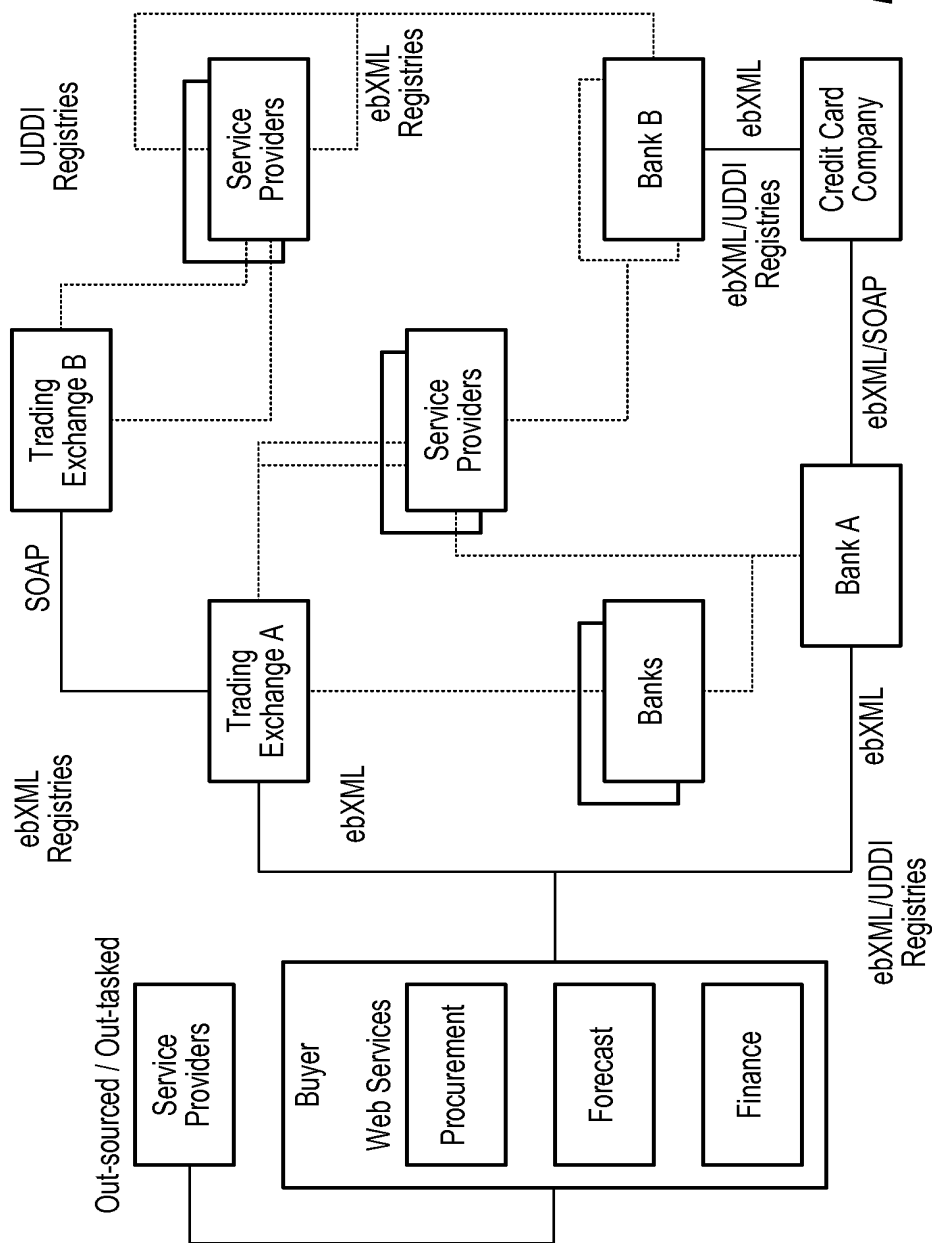 Out-sourced / Out-tasked
Service
Providers
Buyer
Web Services
Procurement
Forecast
Finance
ebXML
Registries
SOAP
Trading
Exchange B
UDDI
Registries
Service
Providers
ebXML
Registries
Trading
Exchange A
ebXML
Service
Providers
Banks
Bank B
ebXML/UDDI
Registries
ebXML
ebXML/UDDI
Registries
ebXML
Bank A
ebXML/SOAP
Credit Card
Company